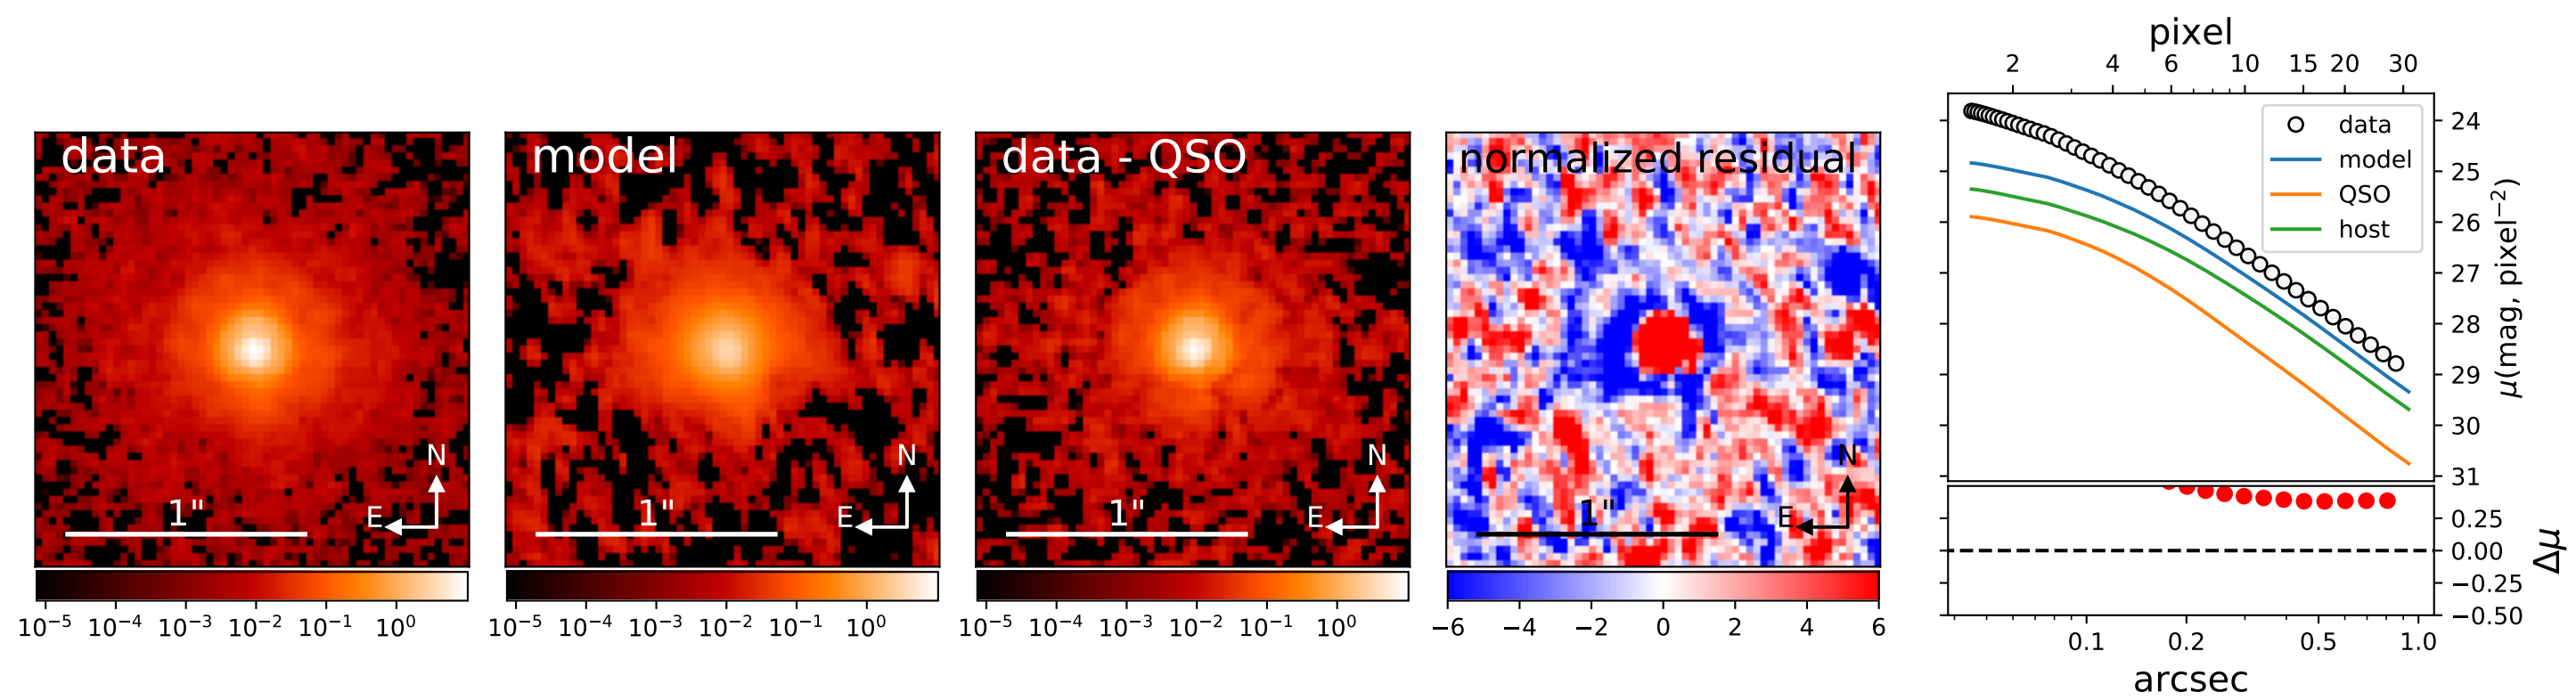 data
N
E
1"
10⁻⁵ 10⁻⁴ 10⁻³ 10⁻² 10⁻¹ 10⁰
model
N
E
1"
10⁻⁵ 10⁻⁴ 10⁻³ 10⁻² 10⁻¹ 10⁰
data - QSO
N
E
1"
10⁻⁵ 10⁻⁴ 10⁻³ 10⁻² 10⁻¹ 10⁰
normalized residual
N
E
1"
−6 −4 −2 0 2 4 6
pixel
2 4 6 10 15 20 30
data
model
QSO
host
24
25
26
27
28
29
30
31
μ(mag, pixel⁻²)
0.25
0.00
−0.25
−0.50
Δμ
0.1 0.2 0.5 1.0
arcsec